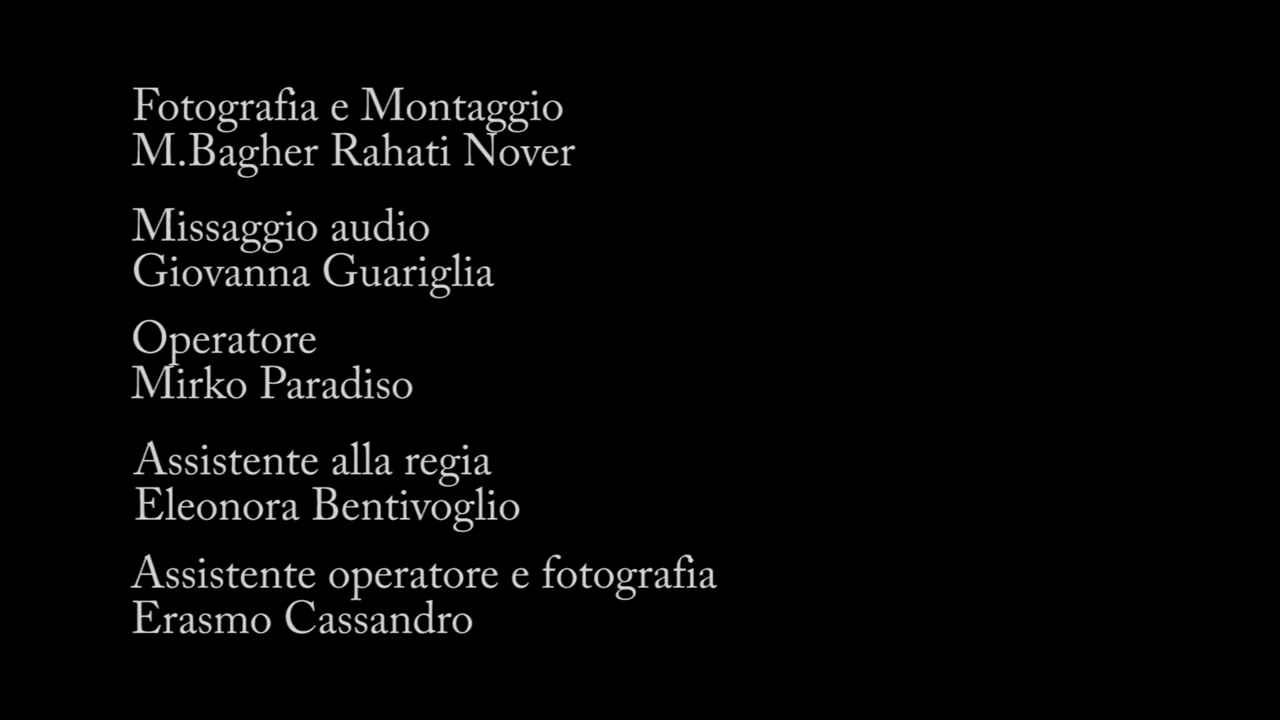 Fotografia e Montaggio
M.Bagher Rahati Nover
Missaggio audio
Giovanna Guariglia
Operatore
Mirko Paradiso
Assistente alla regia
Eleonora Bentivoglio
Assistente operatore e fotografia
Erasmo Cassandro